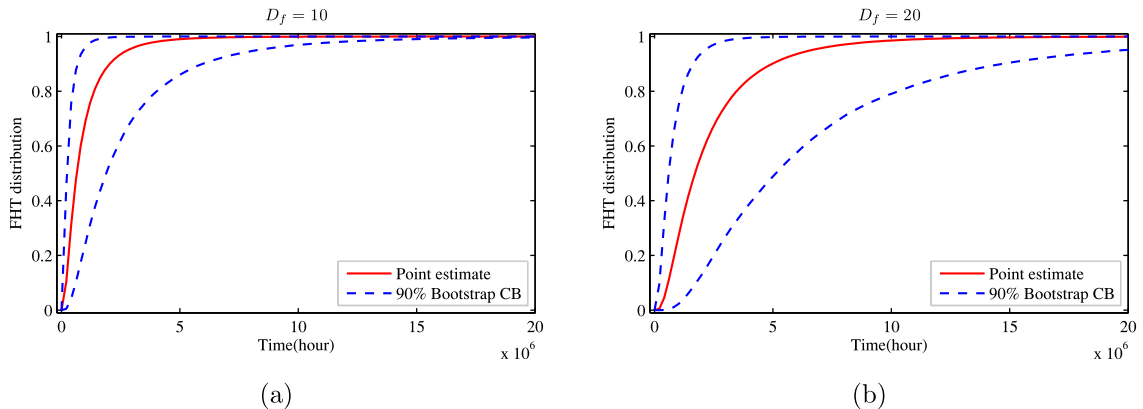 D_f = 10
1
0.8
0.6
0.4
0.2
0
FHT distribution
Point estimate
90% Bootstrap CB
0 5 10 15 20
Time(hour)
x 10^6
(a)
D_f = 20
1
0.8
0.6
0.4
0.2
0
FHT distribution
Point estimate
90% Bootstrap CB
0 5 10 15 20
Time(hour)
x 10^6
(b)